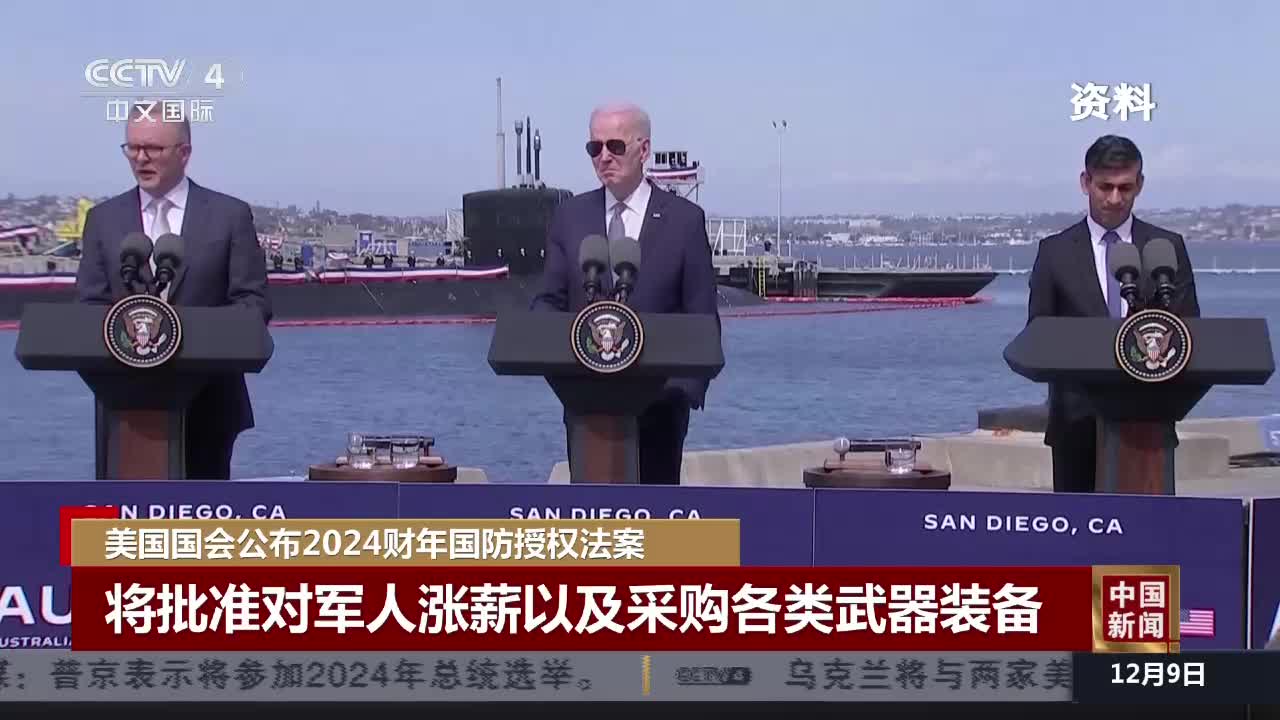 CCTV 4
中文国际
资料
SAN DIEGO, CA
SAN DIEGO, CA
SAN DIEGO, CA
AU
AUSTRALIA
美国国会公布2024财年国防授权法案
将批准对军人涨薪以及采购各类武器装备
中国
新闻
：普京表示将参加2024年总统选举。 CCTV 4 乌克兰将与两家美
12月9日